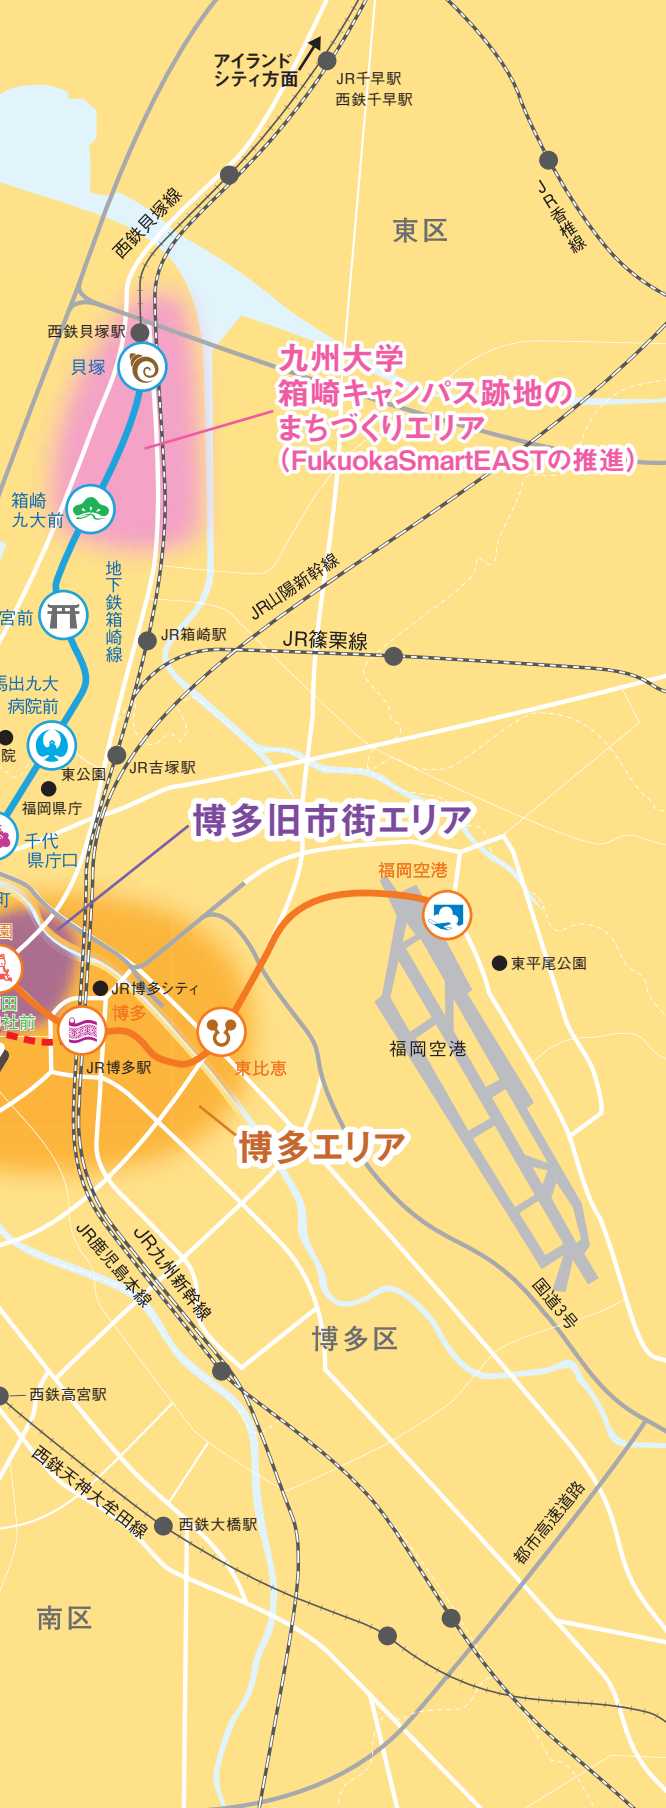 アイランド
シティ方面
JR千早駅
西鉄千早駅
JR香椎線
西鉄貝塚線
東区
西鉄貝塚駅
貝塚
九州大学
箱崎キャンパス跡地の
まちづくりエリア
（FukuokaSmartEASTの推進）
箱崎
九大前
地下鉄箱崎線
JR山陽新幹線
宮前
JR箱崎駅
JR篠栗線
馬出九大
病院前
院
東公園
JR吉塚駅
福岡県庁
博多旧市街エリア
千代
県庁口
福岡空港
町
園
東平尾公園
JR博多シティ
博多
田
社前
福岡空港
JR博多駅
東比恵
博多エリア
JR鹿児島本線
JR九州新幹線
国道3号
博多区
西鉄高宮駅
西鉄天神大牟田線
西鉄大橋駅
都市高速道路
南区